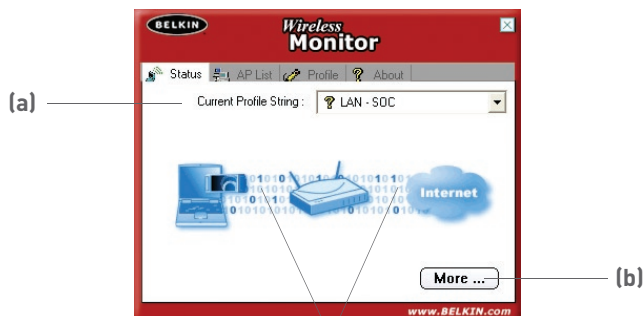 BELKIN
Wireless
Monitor
Status AP List Profile About
(a) Current Profile String : ? LAN - SOC
Internet
More ... (b)
www.BELKIN.com